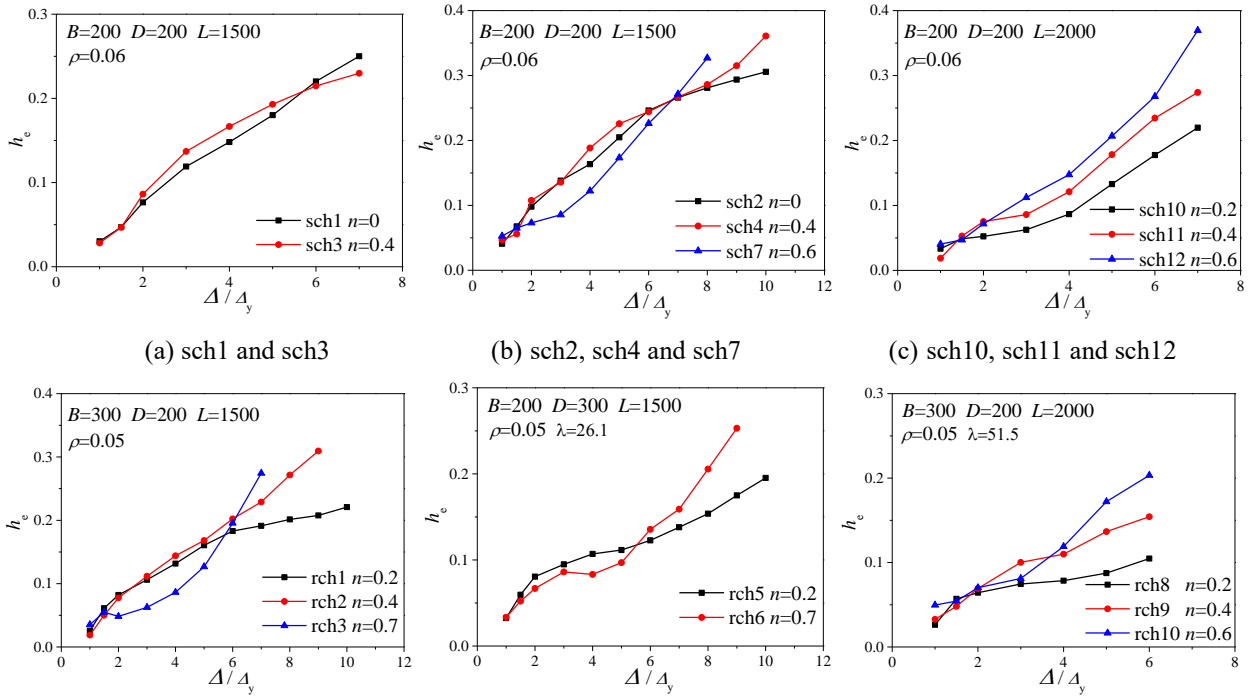 B=200 D=200 L=1500
ρ=0.06
0.3
0.2
0.1
0.0
h_e
0 2 4 6 8
Δ/Δ_y
sch1 n=0
sch3 n=0.4
(a) sch1 and sch3
B=200 D=200 L=1500
ρ=0.06
0.4
0.3
0.2
0.1
0.0
h_e
0 2 4 6 8 10 12
Δ/Δ_y
sch2 n=0
sch4 n=0.4
sch7 n=0.6
(b) sch2, sch4 and sch7
B=200 D=200 L=2000
ρ=0.06
0.4
0.3
0.2
0.1
0.0
h_e
0 2 4 6 8
Δ/Δ_y
sch10 n=0.2
sch11 n=0.4
sch12 n=0.6
(c) sch10, sch11 and sch12
B=300 D=200 L=1500
ρ=0.05
0.4
0.3
0.2
0.1
0.0
h_e
0 2 4 6 8 10 12
Δ/Δ_y
rch1 n=0.2
rch2 n=0.4
rch3 n=0.7
B=200 D=300 L=1500
ρ=0.05 λ=26.1
0.3
0.2
0.1
0.0
h_e
0 2 4 6 8 10 12
Δ/Δ_y
rch5 n=0.2
rch6 n=0.7
B=300 D=200 L=2000
ρ=0.05 λ=51.5
0.3
0.2
0.1
0.0
h_e
0 2 4 6 8
Δ/Δ_y
rch8 n=0.2
rch9 n=0.4
rch10 n=0.6